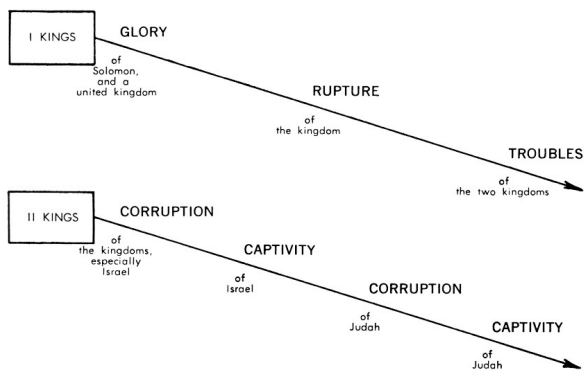 I KINGS
GLORY
of
Solomon,
and a
united kingdom
RUPTURE
of
the kingdom
TROUBLES
of
the two kingdoms
II KINGS
CORRUPTION
of
the kingdoms,
especially
Israel
CAPTIVITY
of
Israel
CORRUPTION
of
Judah
CAPTIVITY
of
Judah